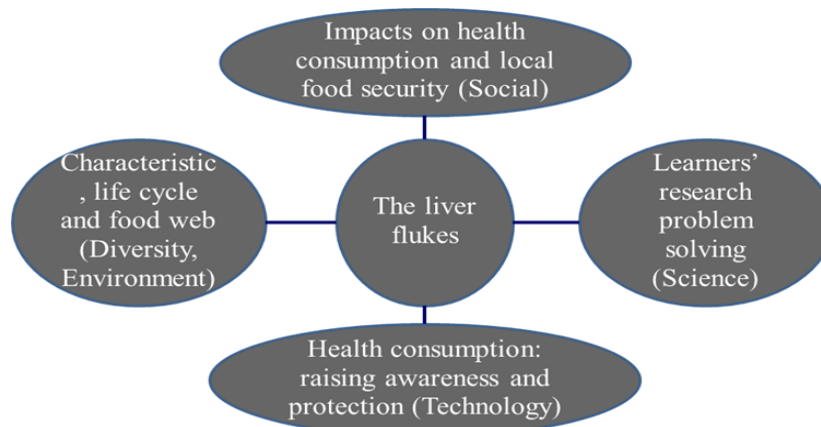 Impacts on health
consumption and local
food security (Social)
Characteristic
, life cycle
and food web
(Diversity,
Environment)
The liver
flukes
Learners’
research
problem
solving
(Science)
Health consumption:
raising awareness and
protection (Technology)